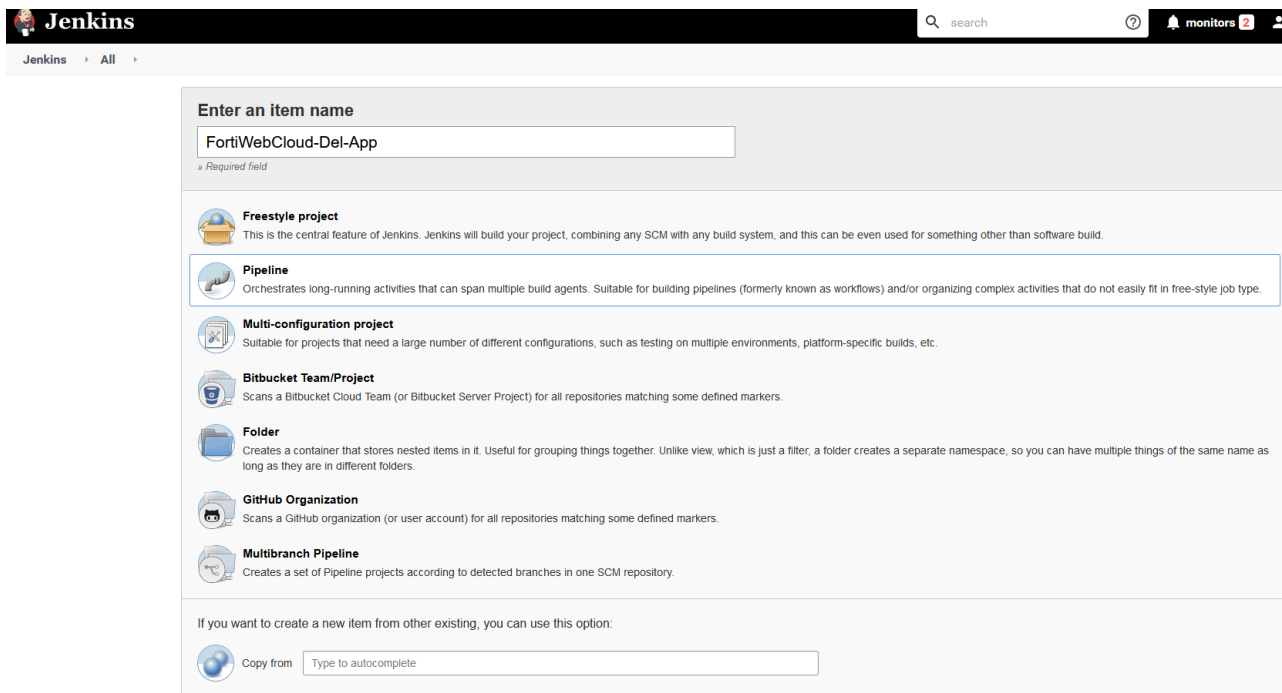 Jenkins
search
monitors 2
Jenkins
All
Enter an item name
FortiWebCloud-Del-App
» Required field
Freestyle project
This is the central feature of Jenkins. Jenkins will build your project, combining any SCM with any build system, and this can be even used for something other than software build.
Pipeline
Orchestrates long-running activities that can span multiple build agents. Suitable for building pipelines (formerly known as workflows) and/or organizing complex activities that do not easily fit in free-style job type.
Multi-configuration project
Suitable for projects that need a large number of different configurations, such as testing on multiple environments, platform-specific builds, etc.
Bitbucket Team/Project
Scans a Bitbucket Cloud Team (or Bitbucket Server Project) for all repositories matching some defined markers.
Folder
Creates a container that stores nested items in it. Useful for grouping things together. Unlike view, which is just a filter, a folder creates a separate namespace, so you can have multiple things of the same name as
long as they are in different folders.
GitHub Organization
Scans a GitHub organization (or user account) for all repositories matching some defined markers.
Multibranch Pipeline
Creates a set of Pipeline projects according to detected branches in one SCM repository.
If you want to create a new item from other existing, you can use this option:
Copy from
Type to autocomplete